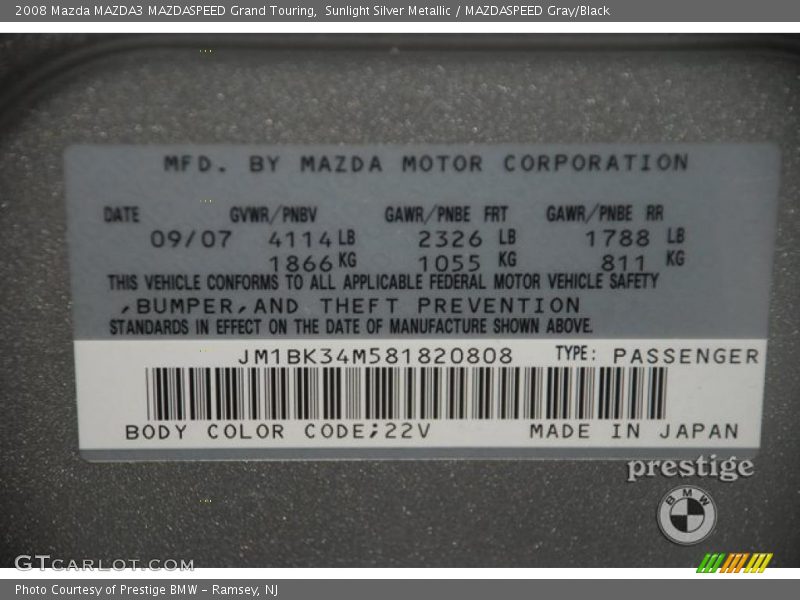 2008 Mazda MAZDA3 MAZDASPEED Grand Touring,  Sunlight Silver Metallic / MAZDASPEED Gray/Black
MFD. BY MAZDA MOTOR CORPORATION
DATE GVWR/PNBV GAWR/PNBE FRT GAWR/PNBE RR
09/07 4114 LB 2326 LB 1788 LB
1866 KG 1055 KG 811 KG
THIS VEHICLE CONFORMS TO ALL APPLICABLE FEDERAL MOTOR VEHICLE SAFETY
,BUMPER,AND THEFT PREVENTION
STANDARDS IN EFFECT ON THE DATE OF MANUFACTURE SHOWN ABOVE.
JM1BK34M581820808 TYPE: PASSENGER
BODY COLOR CODE;22V MADE IN JAPAN
prestige
BMW
GTCARLOT.COM
Photo Courtesy of Prestige BMW – Ramsey, NJ